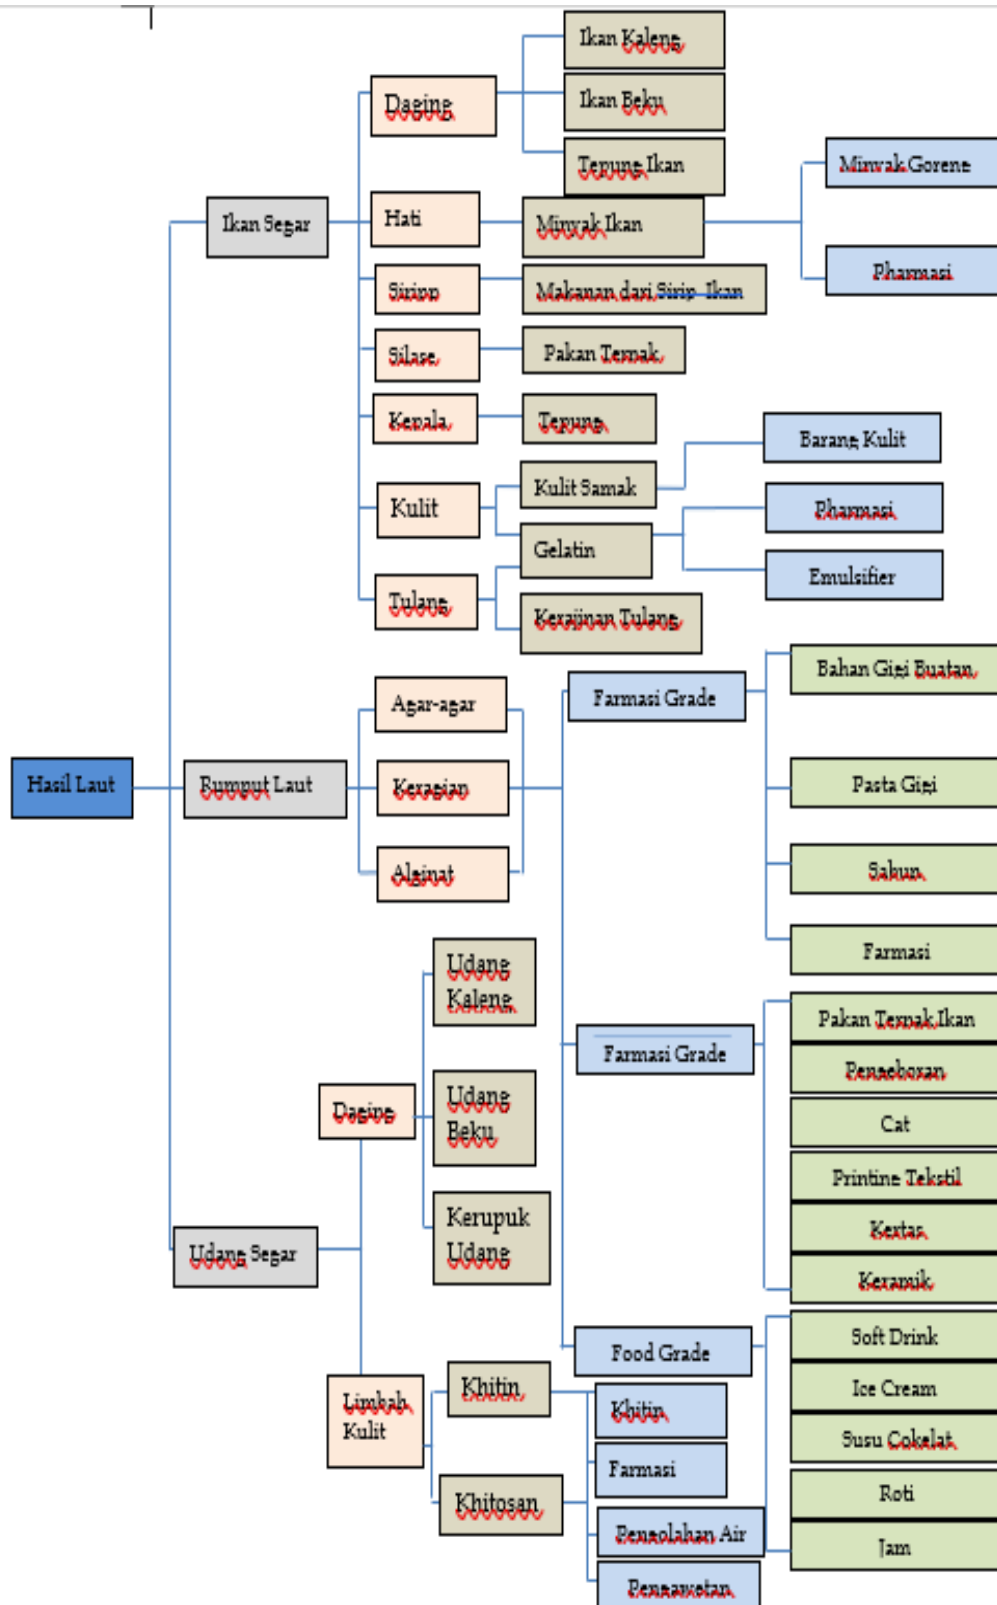 Ikan Kaleng
Daging
Ikan Beku
Tepung Ikan
Minyak Gorene
Ikan Segar
Hati
Minyak Ikan
Pharmasi
Siripp
Makanan dari Sirip Ikan
Silase
Pakan Ternak
Kepala
Tepung
Barang Kulit
Kulit
Kulit Samak
Pharmasi
Gelatin
Emulsifier
Tulang
Kerajinan Tulang
Bahan Gigi Buatan
Agar-agar
Farmasi Grade
Hasil Laut
Rumput Laut
Keragian
Pasta Gigi
Alginat
Sabun
Udang
Kaleng
Farmasi
Pakan Ternak Ikan
Farmasi Grade
Pengeboran
Daging
Udang
Beku
Cat
Printine Tekstil
Kerupuk
Udang
Kertas
Udang Segar
Keramik
Food Grade
Soft Drink
Limbah
Kulit
Khitin
Khitin
Ice Cream
Farmasi
Susu Cokelat
Khitosan
Roti
Pengolahan Air
Jam
Pengawetan